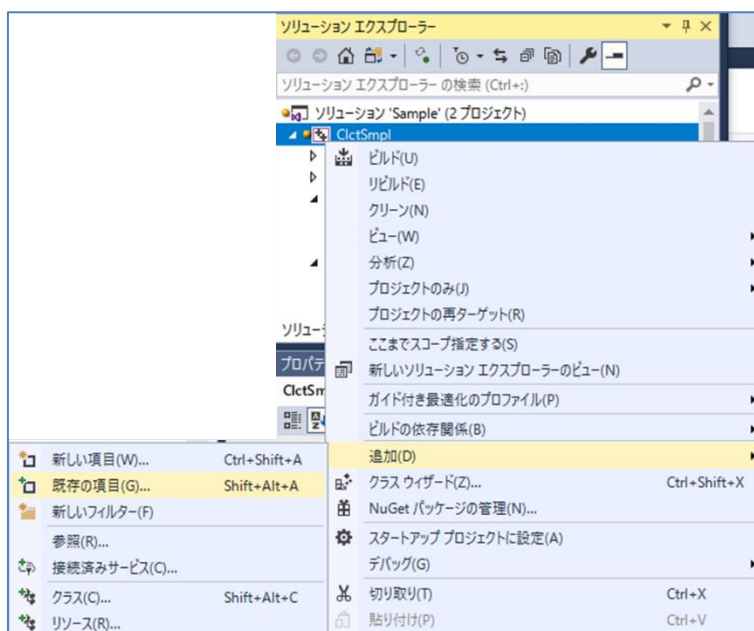 ソリューション エクスプローラー
ソリューション エクスプローラー の検索 (Ctrl+:)
ソリューション 'Sample' (2 プロジェクト)
ClctSmpl
ビルド(U)
リビルド(E)
クリーン(N)
ビュー(W)
分析(Z)
プロジェクトのみ(J)
プロジェクトの再ターゲット(R)
ソリュー
ここまでスコープ指定する(S)
プロパテ
新しいソリューション エクスプローラーのビュー(N)
ClctSm
ガイド付き最適化のプロファイル(P)
ビルドの依存関係(B)
追加(D)
クラス ウィザード(Z)... Ctrl+Shift+X
NuGet パッケージの管理(N)...
スタートアップ プロジェクトに設定(A)
デバッグ(G)
切り取り(T) Ctrl+X
貼り付け(P) Ctrl+V
新しい項目(W)... Ctrl+Shift+A
既存の項目(G)... Shift+Alt+A
新しいフィルター(F)
参照(R)...
接続済みサービス(C)...
クラス(C)... Shift+Alt+C
リソース(R)...